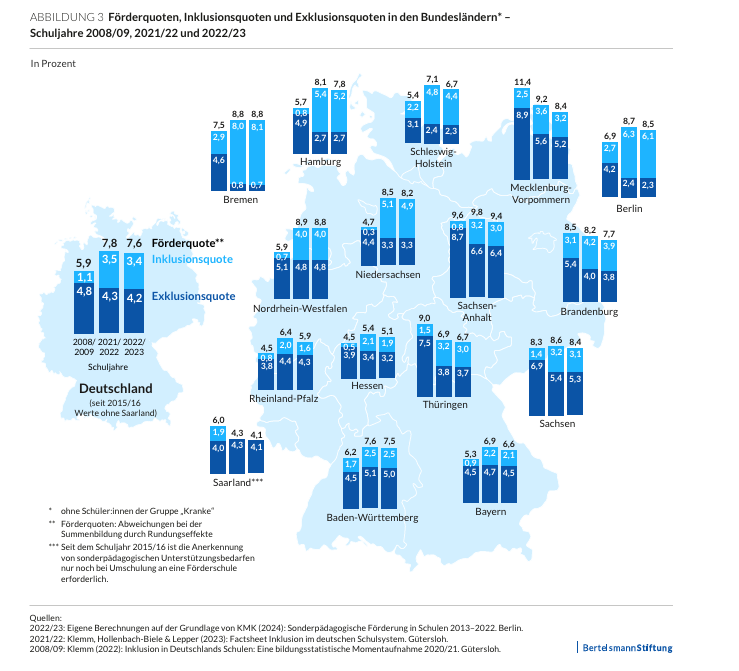 ABBILDUNG 3 Förderquoten, Inklusionsquoten und Exklusionsquoten in den Bundesländern* –
Schuljahre 2008/09, 2021/22 und 2022/23
In Prozent
7,5 8,8 8,8
2,9 8,0 8,1
4,6 0,8 0,7
Bremen
5,7 8,1 7,8
0,8 5,4 5,2
4,9 2,7 2,7
Hamburg
5,4 7,1 6,7
2,2 4,8 4,4
3,1 2,4 2,3
Schleswig-
Holstein
11,4 9,2 8,4
2,5 3,6 3,2
8,9 5,6 5,2
Mecklenburg-
Vorpommern
6,9 8,7 8,5
2,7 6,3 6,1
4,2 2,4 2,3
Berlin
5,9 7,8 7,6 Förderquote**
1,1 3,5 3,4 Inklusionsquote
4,8 4,3 4,2 Exklusionsquote
2008/ 2021/ 2022/
2009 2022 2023
Schuljahre
Deutschland
(seit 2015/16
Werte ohne Saarland)
5,9 8,9 8,8
0,7 4,0 4,0
5,1 4,8 4,8
Nordrhein-Westfalen
4,7 8,5 8,2
0,3 5,1 4,9
4,4 3,3 3,3
Niedersachsen
9,6 9,8 9,4
0,8 3,2 3,0
8,7 6,6 6,4
Sachsen-
Anhalt
8,5 8,2 7,7
3,1 4,2 3,9
5,4 4,0 3,8
Brandenburg
4,5 6,4 5,9
0,8 2,0 1,6
3,8 4,4 4,3
Rheinland-Pfalz
4,5 5,4 5,1
0,5 2,1 1,9
3,9 3,4 3,2
Hessen
9,0 6,9 6,7
1,5 3,2 3,0
7,5 3,8 3,7
Thüringen
8,3 8,6 8,4
1,4 3,2 3,1
6,9 5,4 5,3
Sachsen
6,0 4,3 4,1
1,9
4,0 4,3 4,1
Saarland***
6,2 7,6 7,5
1,7 2,5 2,5
4,5 5,1 5,0
Baden-Württemberg
5,3 6,9 6,6
0,9 2,2 2,1
4,5 4,7 4,5
Bayern
* ohne Schüler:innen der Gruppe „Kranke“
** Förderquoten: Abweichungen bei der
Summenbildung durch Rundungseffekte
*** Seit dem Schuljahr 2015/16 ist die Anerkennung
von sonderpädagogischen Unterstützungsbedarfen
nur noch bei Umschulung an eine Förderschule
erforderlich.
Quellen:
2022/23: Eigene Berechnungen auf der Grundlage von KMK (2024): Sonderpädagogische Förderung in Schulen 2013–2022. Berlin.
2021/22: Klemm, Hollenbach-Biele & Lepper (2023): Factsheet Inklusion im deutschen Schulsystem. Gütersloh.
2008/09: Klemm (2022): Inklusion in Deutschlands Schulen: Eine bildungsstatistische Momentaufnahme 2020/21. Gütersloh.
BertelsmannStiftung